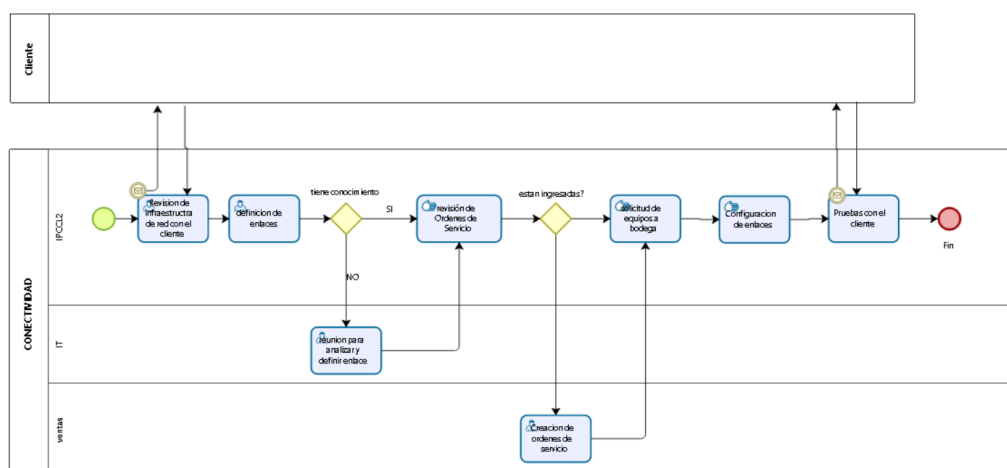 Cliente
CONECTIVIDAD
IPCCL2
IT
ventas
Revision de
infraestructra
de red con el
cliente
definicion de
enlaces
tiene conocimiento
SI
NO
revisión de
Ordenes de
Servicio
estan ingresadas?
solicitud de
equipos a
bodega
Configuracion
de enlaces
Pruebas con el
cliente
Fin
reunion para
analizar y
definir enlace
Creacion de
ordenes de
servicio